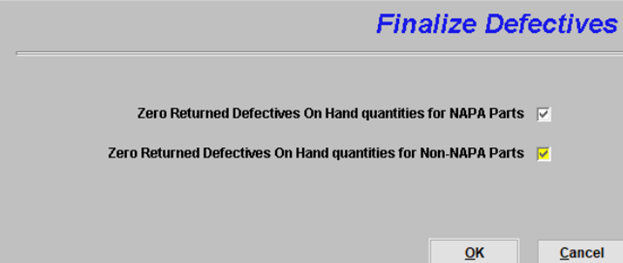 Finalize Defectives
Zero Returned Defectives On Hand quantities for NAPA Parts
Zero Returned Defectives On Hand quantities for Non-NAPA Parts
OK Cancel